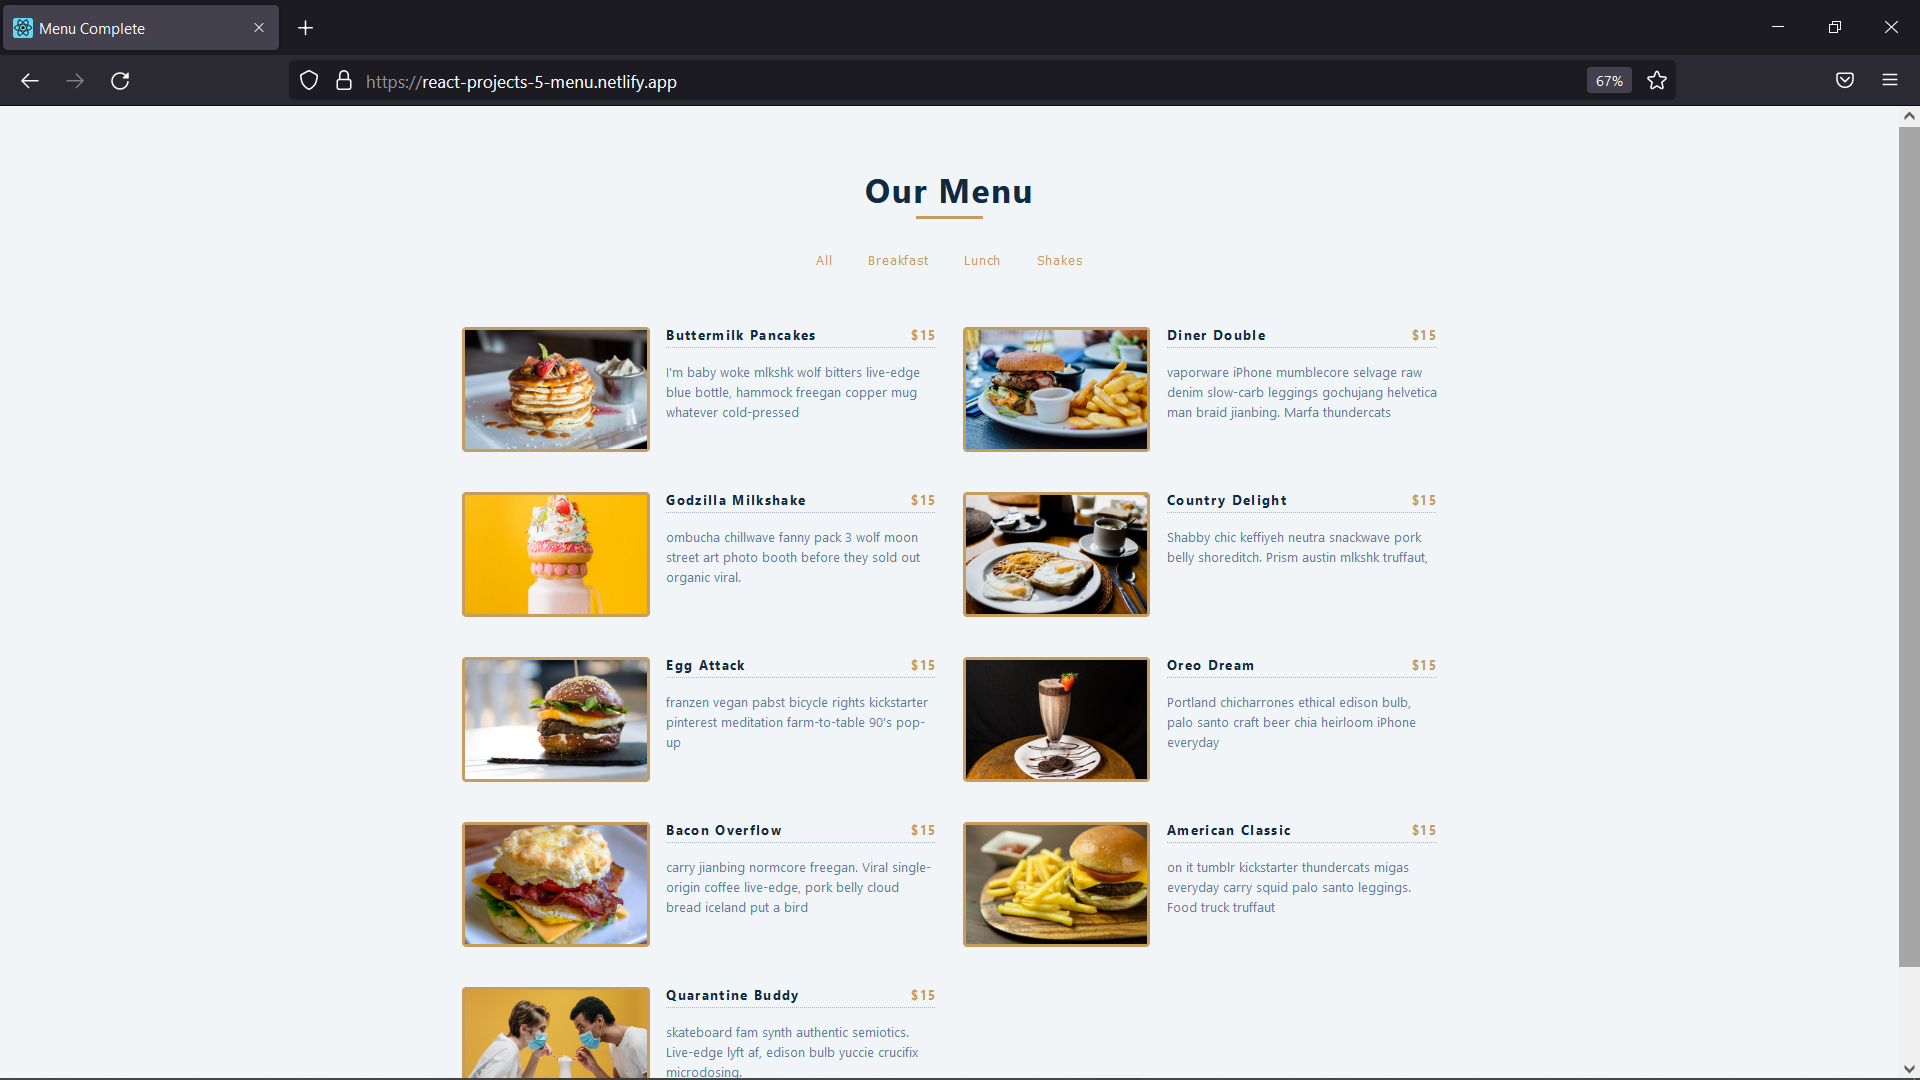 Menu Complete
https://react-projects-5-menu.netlify.app
67%
Our Menu
All Breakfast Lunch Shakes
Buttermilk Pancakes $15
I'm baby woke mlkshk wolf bitters live-edge
blue bottle, hammock freegan copper mug
whatever cold-pressed
Diner Double $15
vaporware iPhone mumblecore selvage raw
denim slow-carb leggings gochujang helvetica
man braid jianbing. Marfa thundercats
Godzilla Milkshake $15
ombucha chillwave fanny pack 3 wolf moon
street art photo booth before they sold out
organic viral.
Country Delight $15
Shabby chic keffiyeh neutra snackwave pork
belly shoreditch. Prism austin mlkshk truffaut,
Egg Attack $15
franzen vegan pabst bicycle rights kickstarter
pinterest meditation farm-to-table 90's pop-
up
Oreo Dream $15
Portland chicharrones ethical edison bulb,
palo santo craft beer chia heirloom iPhone
everyday
Bacon Overflow $15
carry jianbing normcore freegan. Viral single-
origin coffee live-edge, pork belly cloud
bread iceland put a bird
American Classic $15
on it tumblr kickstarter thundercats migas
everyday carry squid palo santo leggings.
Food truck truffaut
Quarantine Buddy $15
skateboard fam synth authentic semiotics.
Live-edge lyft af, edison bulb yuccie crucifix
microdosing.